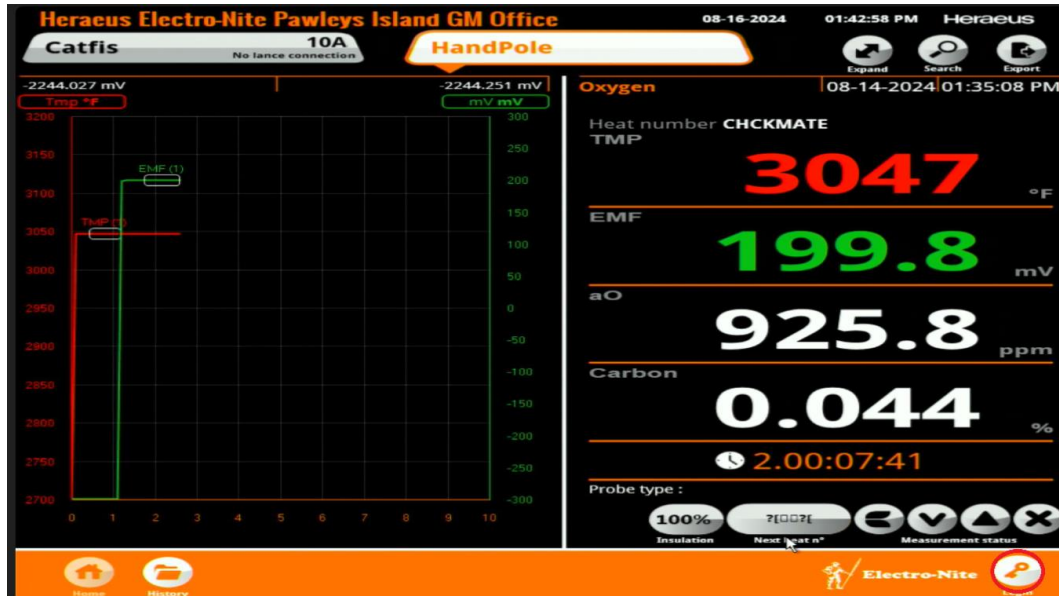 Heraeus Electro-Nite Pawleys Island GM Office
08-16-2024 01:42:58 PM Heraeus
Catfis 10A
No lance connection
HandPole
Expand Search Export
-2244.027 mV -2244.251 mV
Tmp °F mV mV
Oxygen 08-14-2024 01:35:08 PM
3200 300
3150 250
3100 200
3050 150
3000 100
50
2950 0
2900 -50
2850 -100
-150
2800 -200
2750 -250
2700 -300
EMF (1)
TMP (1)
0 1 2 3 4 5 6 7 8 9 10
Heat number CHCKMATE
TMP
3047 °F
EMF
199.8 mV
aO
925.8 ppm
Carbon
0.044 %
2.00:07:41
Probe type :
100% ?[□□?[
Insulation Next heat n° Measurement status
Home History
Electro-Nite